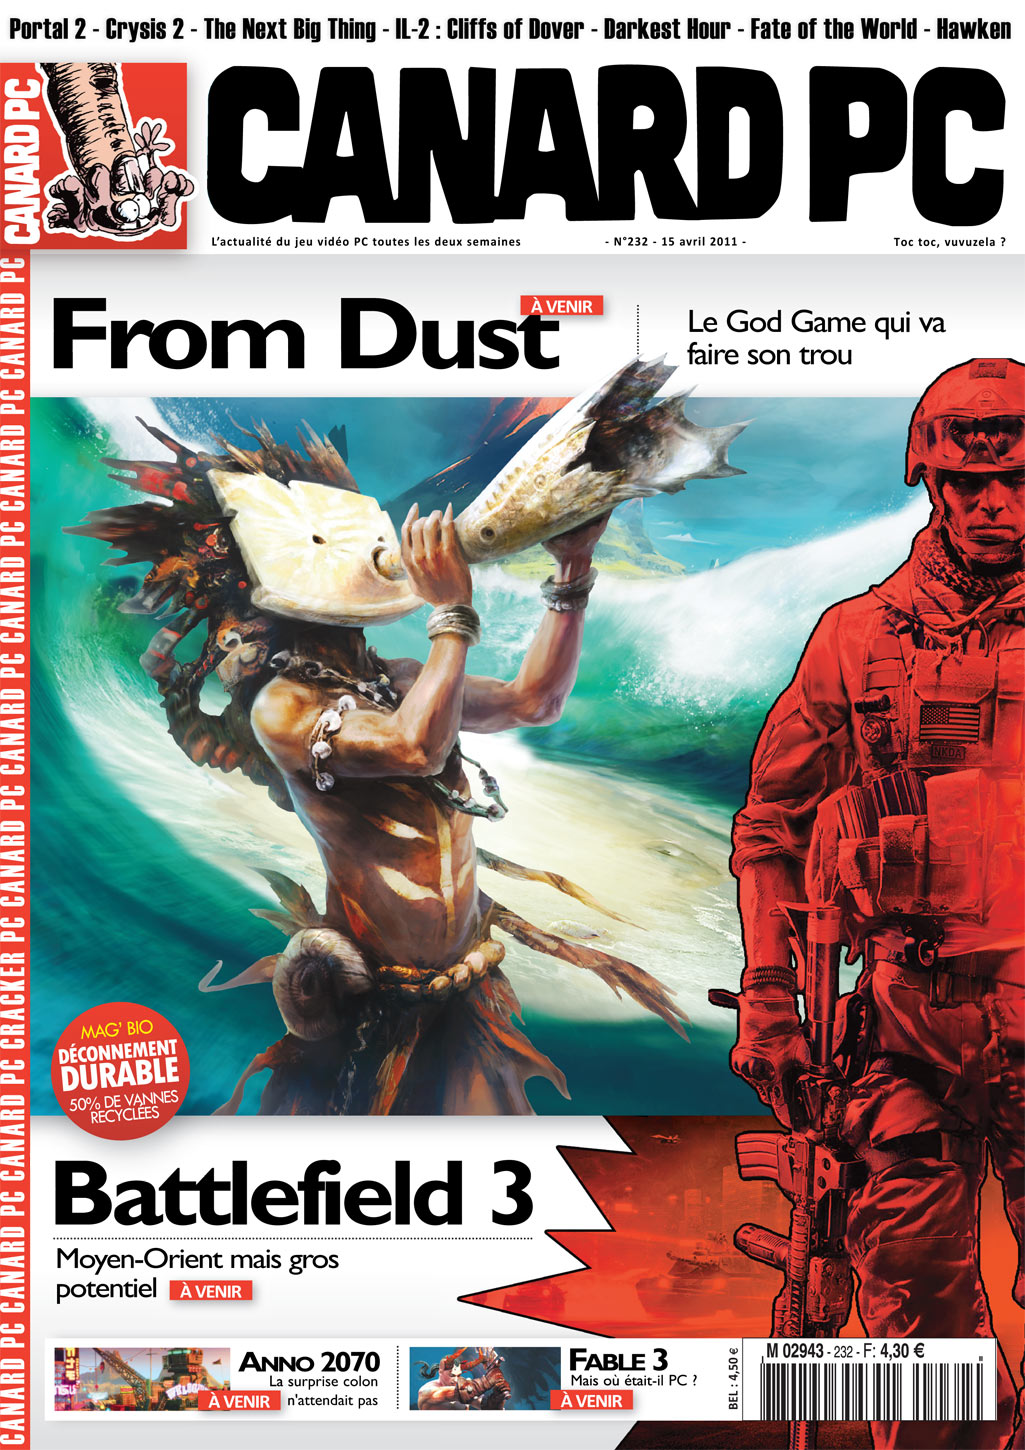 Portal 2 - Crysis 2 - The Next Big Thing - IL-2 : Cliffs of Dover - Darkest Hour - Fate of the World - Hawken
CANARD PC
CANARD PC
L'actualité du jeu vidéo PC toutes les deux semaines
- N°232 - 15 avril 2011 -
Toc toc, vuvuzela ?
From Dust
À VENIR
Le God Game qui va
faire son trou
NKDA
MAG' BIO
DÉCONNEMENT
DURABLE
50% DE VANNES
RECYCLÉES
Battlefield 3
Moyen-Orient mais gros
potentiel
À VENIR
ANNO 2070
La surprise colon
n'attendait pas
À VENIR
FABLE 3
Mais où était-il PC ?
À VENIR
BEL : 4,50 €
M 02943 - 232 - F: 4,30 €
CANARD PC CANARD PC CANARD PC CRACKER PC CANARD PC CANARD PC CANARD PC CANARD PC CANARD PC CANARD PC